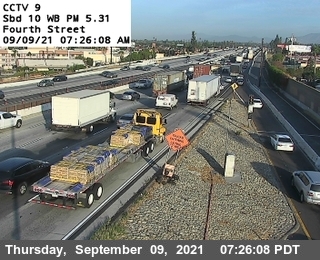 CCTV 9
Sbd 10 WB PM 5.31
Fourth Street
09/09/21 07:26:08 AM
Thursday, September 09, 2021 07:26:08 PDT